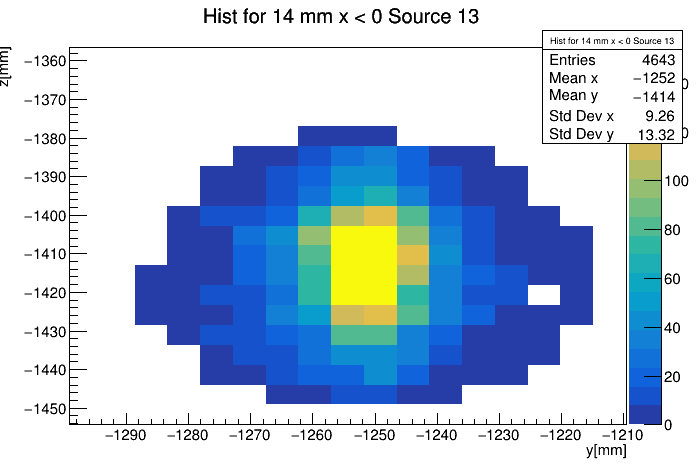 Hist for 14 mm x < 0 Source 13
Hist for 14 mm x < 0 Source 13
Entries 4643
Mean x −1252
Mean y −1414
Std Dev x 9.26
Std Dev y 13.32
z[mm]
−1360
−1370
−1380
−1390
−1400
−1410
−1420
−1430
−1440
−1450
0
0
100
80
60
40
20
0
−1290 −1280 −1270 −1260 −1250 −1240 −1230 −1220 −1210
y[mm]